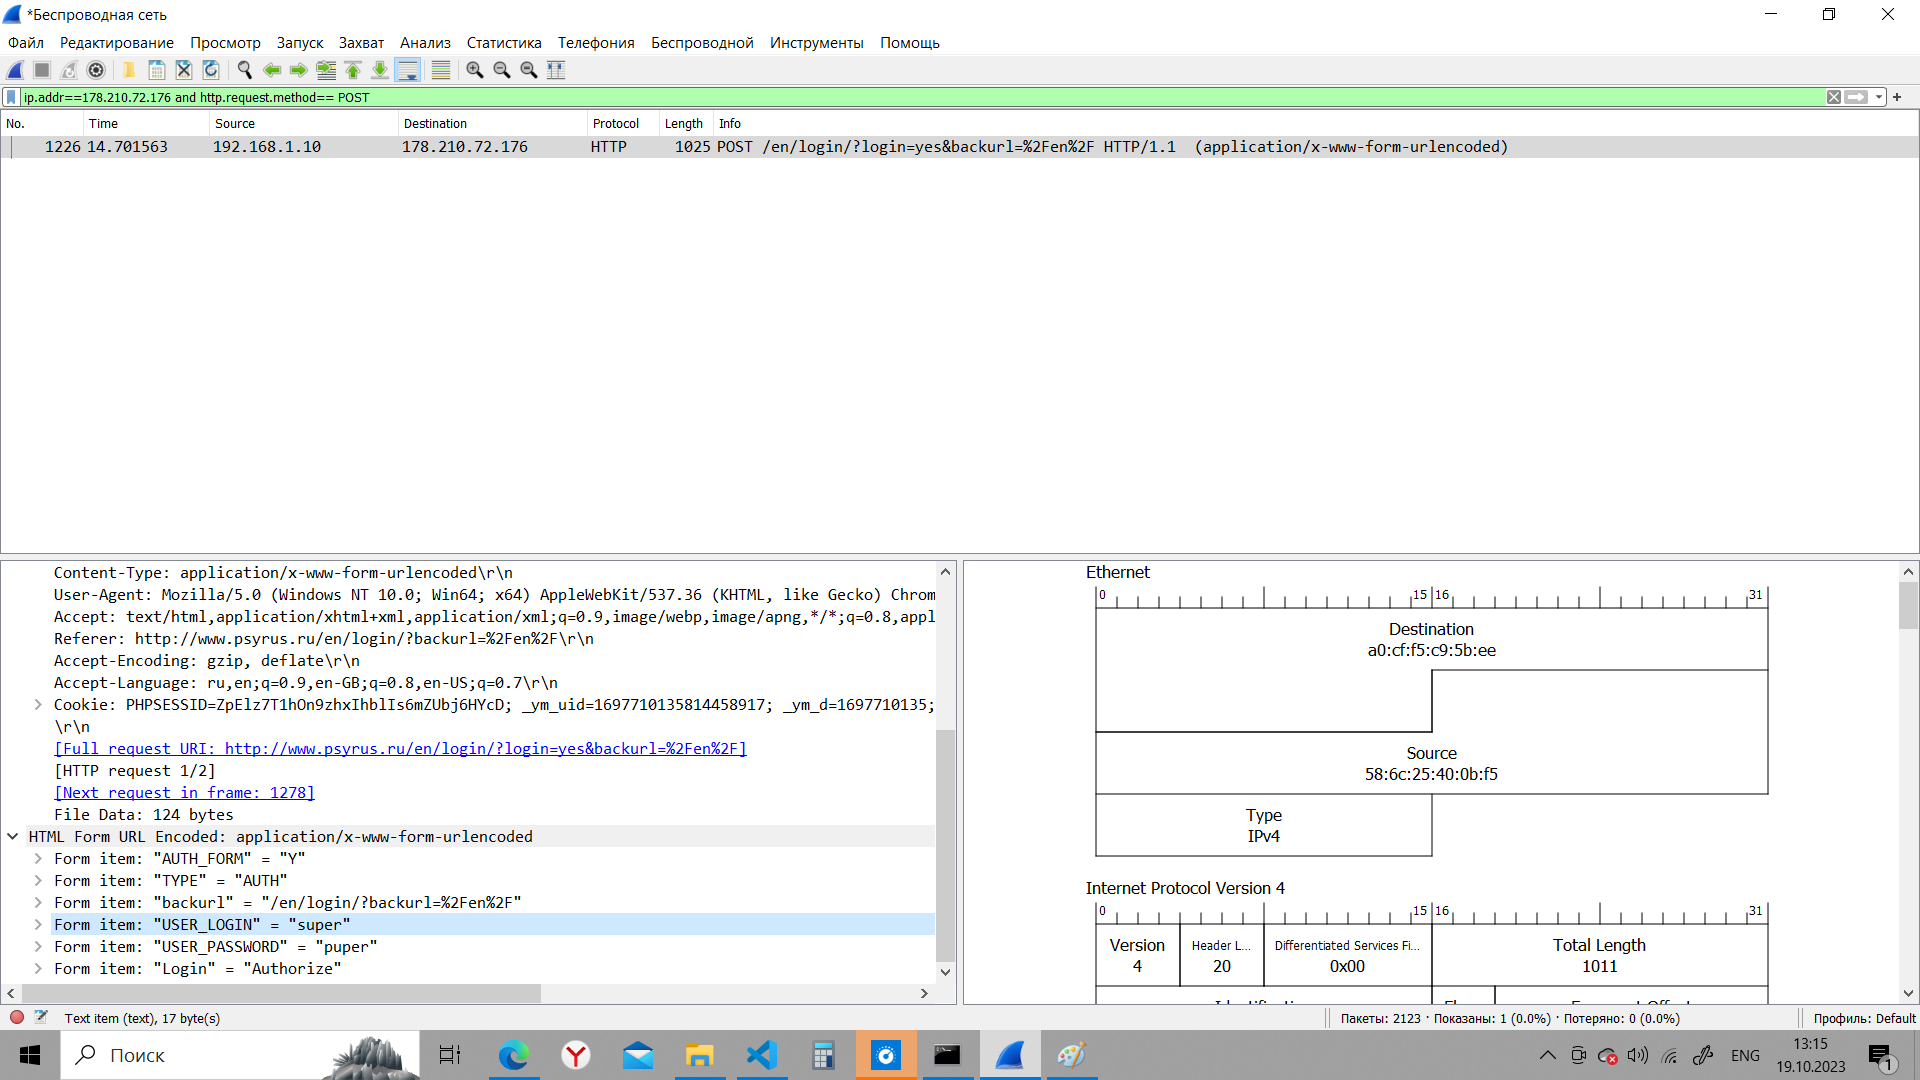 *Беспроводная сеть
Файл Редактирование Просмотр Запуск Захват Анализ Статистика Телефония Беспроводной Инструменты Помощь
ip.addr==178.210.72.176 and http.request.method== POST
No. Time Source Destination Protocol Length Info
1226 14.701563 192.168.1.10 178.210.72.176 HTTP 1025 POST /en/login/?login=yes&backurl=%2Fen%2F HTTP/1.1 (application/x-www-form-urlencoded)
Content-Type: application/x-www-form-urlencoded\r\n
User-Agent: Mozilla/5.0 (Windows NT 10.0; Win64; x64) AppleWebKit/537.36 (KHTML, like Gecko) Chrom
Accept: text/html,application/xhtml+xml,application/xml;q=0.9,image/webp,image/apng,*/*;q=0.8,appl
Referer: http://www.psyrus.ru/en/login/?backurl=%2Fen%2F\r\n
Accept-Encoding: gzip, deflate\r\n
Accept-Language: ru,en;q=0.9,en-GB;q=0.8,en-US;q=0.7\r\n
Cookie: PHPSESSID=ZpElz7T1hOn9zhxIhblIs6mZUbj6HYcD; _ym_uid=1697710135814458917; _ym_d=1697710135;
\r\n
[Full request URI: http://www.psyrus.ru/en/login/?login=yes&backurl=%2Fen%2F]
[HTTP request 1/2]
[Next request in frame: 1278]
File Data: 124 bytes
HTML Form URL Encoded: application/x-www-form-urlencoded
Form item: "AUTH_FORM" = "Y"
Form item: "TYPE" = "AUTH"
Form item: "backurl" = "/en/login/?backurl=%2Fen%2F"
Form item: "USER_LOGIN" = "super"
Form item: "USER_PASSWORD" = "puper"
Form item: "Login" = "Authorize"
Ethernet
0 15 16 31
Destination
a0:cf:f5:c9:5b:ee
Source
58:6c:25:40:0b:f5
Type
IPv4
Internet Protocol Version 4
0 15 16 31
Version Header L... Differentiated Services Fi... Total Length
4 20 0x00 1011
Text item (text), 17 byte(s)
Пакеты: 2123 · Показаны: 1 (0.0%) · Потеряно: 0 (0.0%)
Профиль: Default
Поиск
ENG
13:15
19.10.2023
1